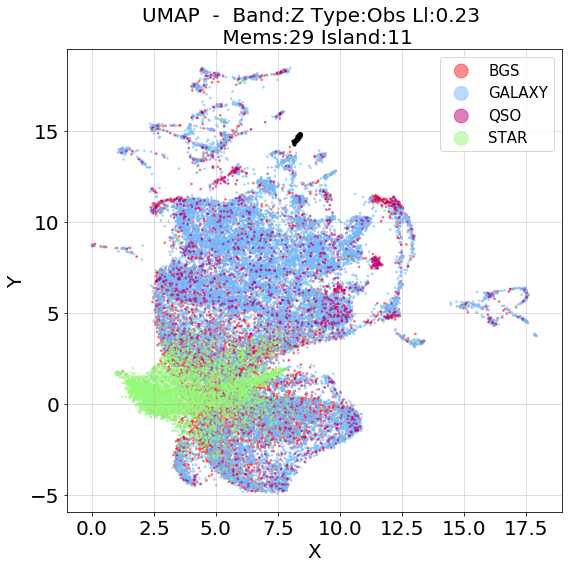 UMAP  -  Band:Z Type:Obs Ll:0.23
Mems:29 Island:11
BGS
GALAXY
QSO
STAR
Y
15
10
5
0
−5
0.0 2.5 5.0 7.5 10.0 12.5 15.0 17.5
X